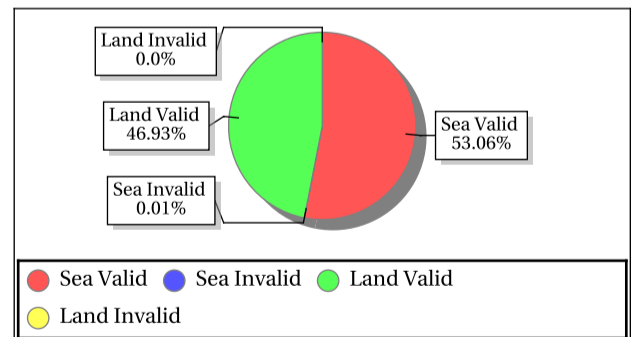 Land Invalid
0.0%
Land Valid
46.93%
Sea Valid
53.06%
Sea Invalid
0.01%
Sea Valid Sea Invalid Land Valid
Land Invalid